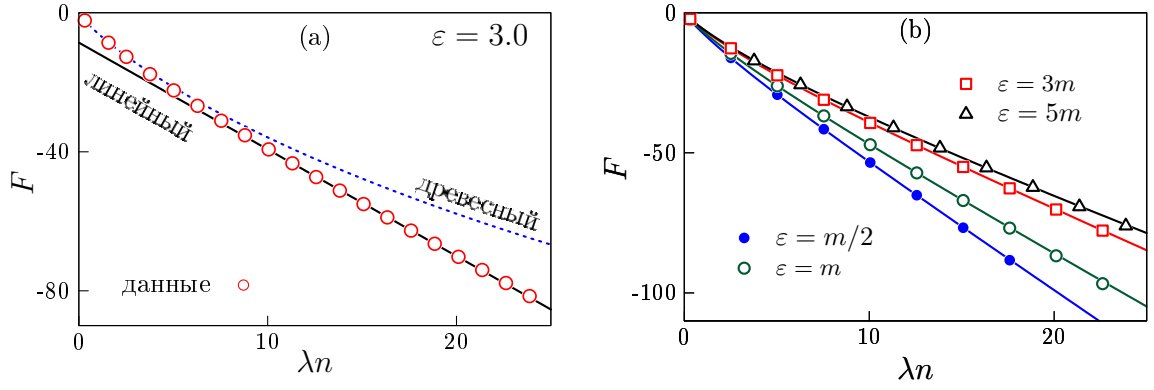 (a)
ε = 3.0
0
-40
-80
F
линейный
древесный
данные
0
10
20
λn
(b)
0
-50
-100
F
ε = 3m
ε = 5m
ε = m/2
ε = m
0
10
20
λn